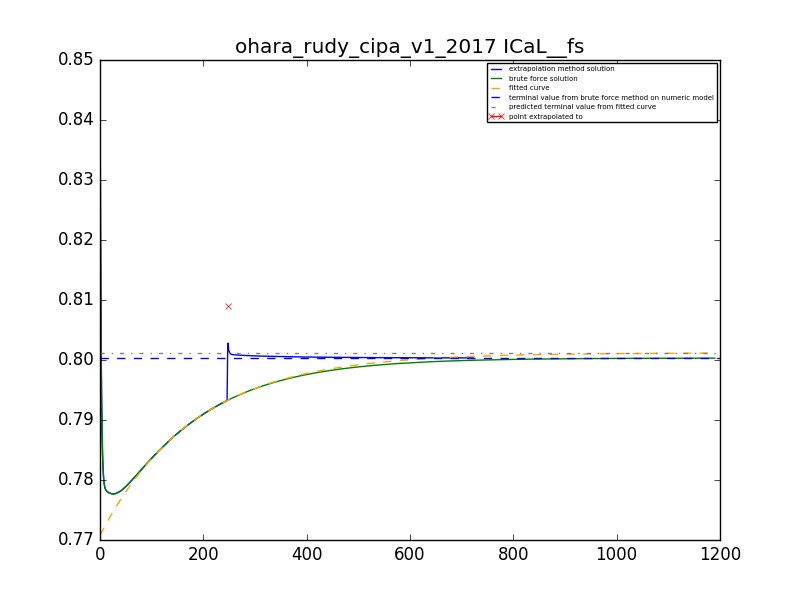 ohara_rudy_cipa_v1_2017 ICaL__fs
0.85
0.84
0.83
0.82
0.81
0.80
0.79
0.78
0.77
extrapolation method solution
brute force solution
fitted curve
terminal value from brute force method on numeric model
predicted terminal value from fitted curve
point extrapolated to
0 200 400 600 800 1000 1200